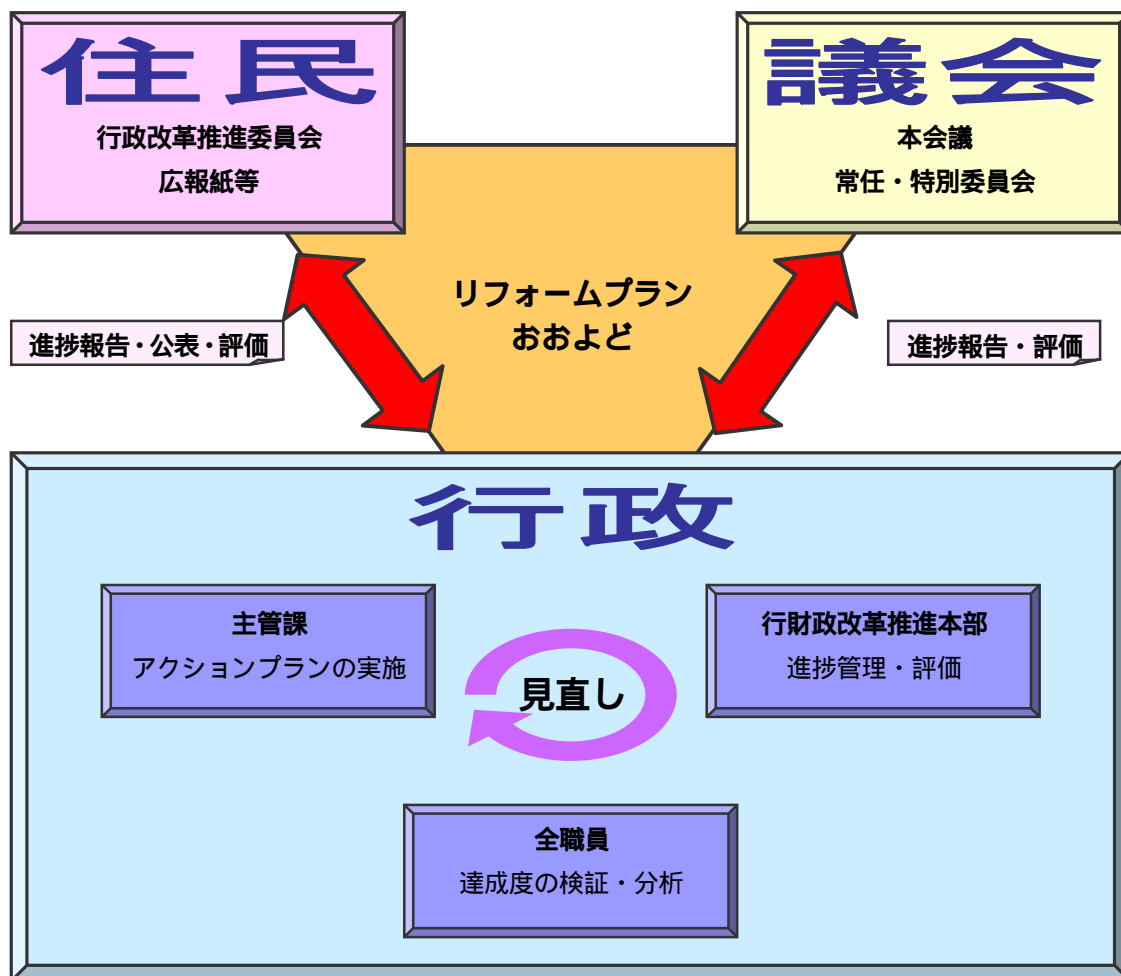 住民
行政改革推進委員会
広報紙等
議会
本会議
常任・特別委員会
リフォームプラン
おおよど
進捗報告・公表・評価
進捗報告・評価
行政
主管課
アクションプランの実施
行財政改革推進本部
進捗管理・評価
見直し
全職員
達成度の検証・分析